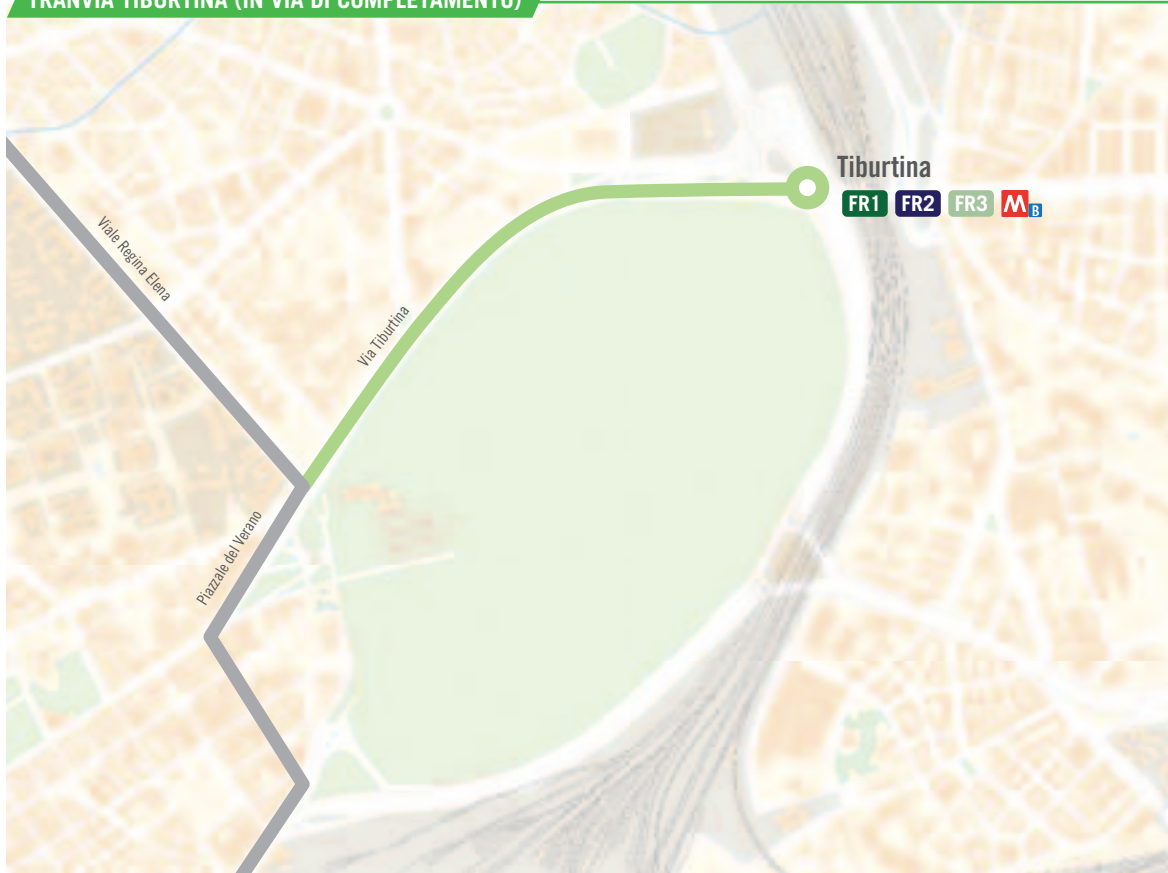 TRANVIA TIBURTINA (IN VIA DI COMPLETAMENTO)
Tiburtina
FR1 FR2 FR3 M B
Viale Regina Elena
Via Tiburtina
Piazzale del Verano